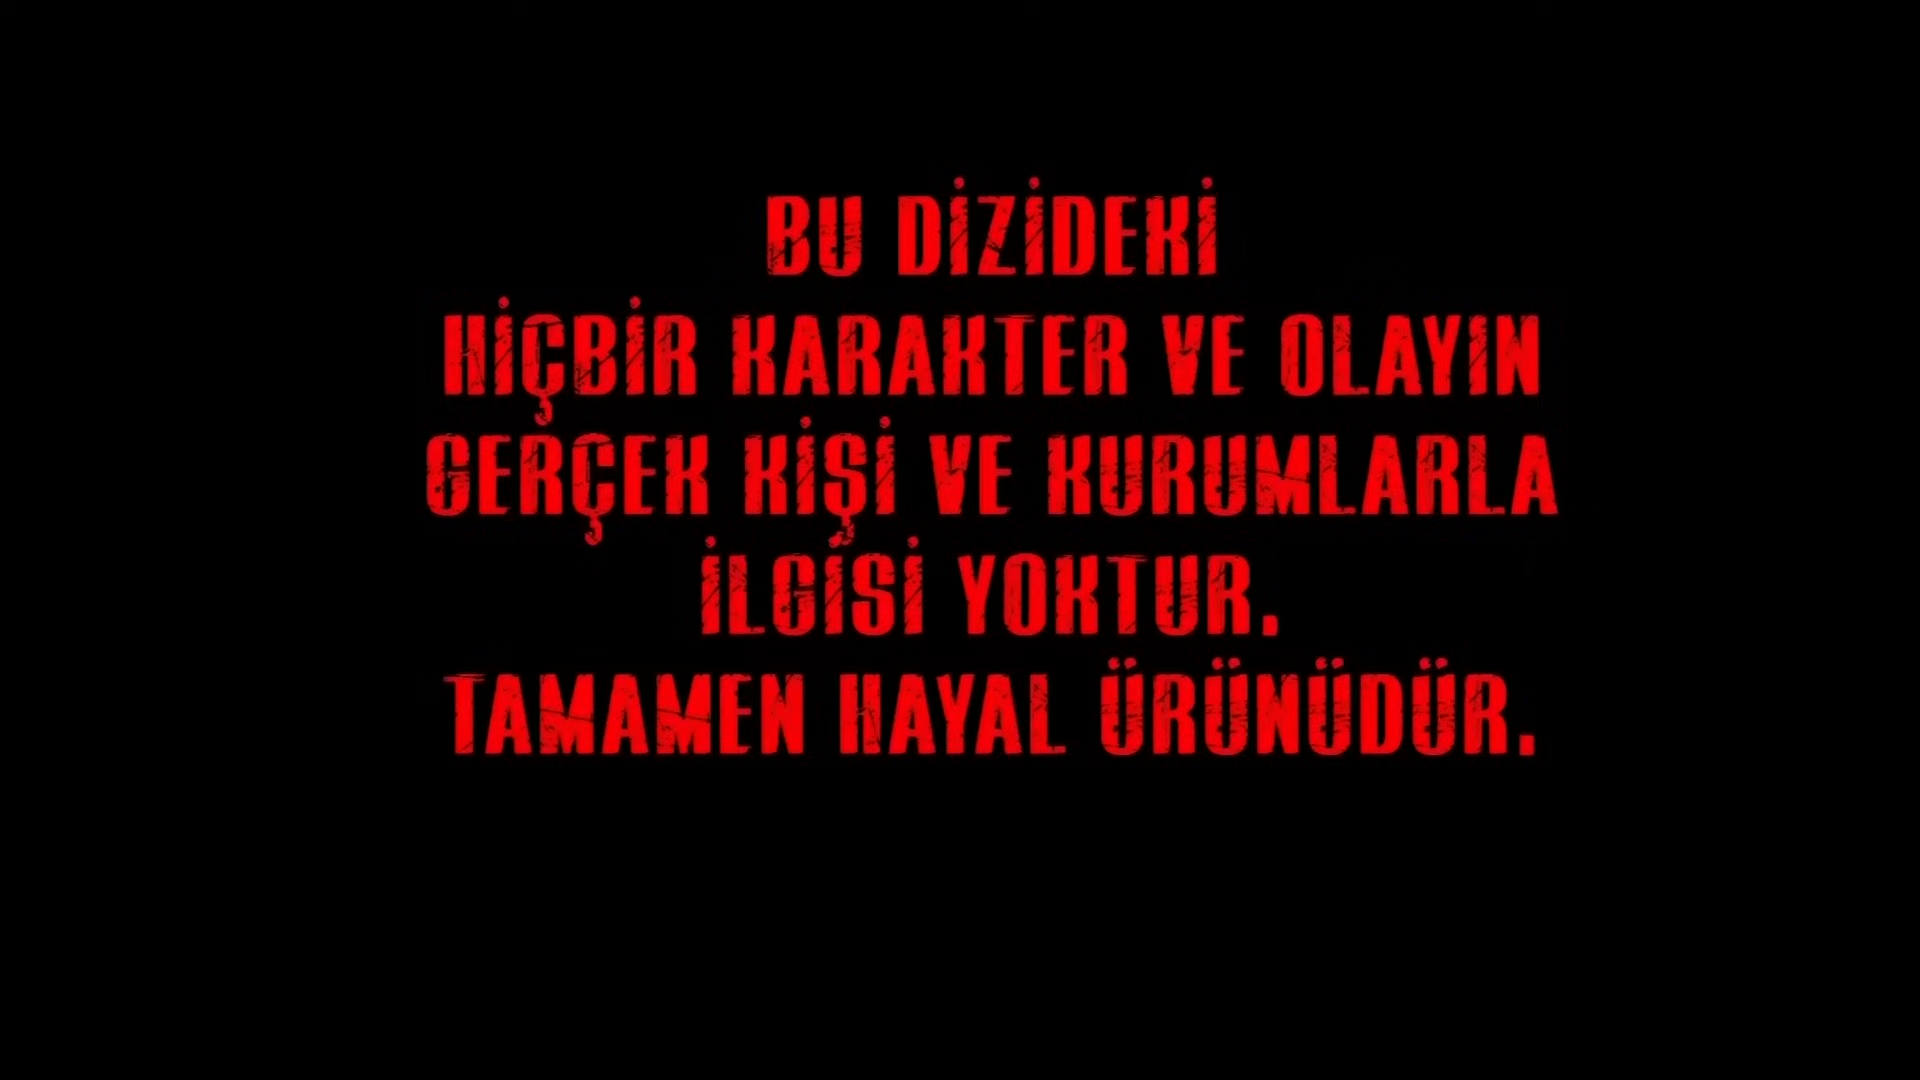 BU DİZİDEKİ
HİÇBİR KARAKTER VE OLAYIN
GERÇEK KİŞİ VE KURUMLARLA
İLGİSİ YOKTUR.
TAMAMEN HAYAL ÜRÜNÜDÜR.